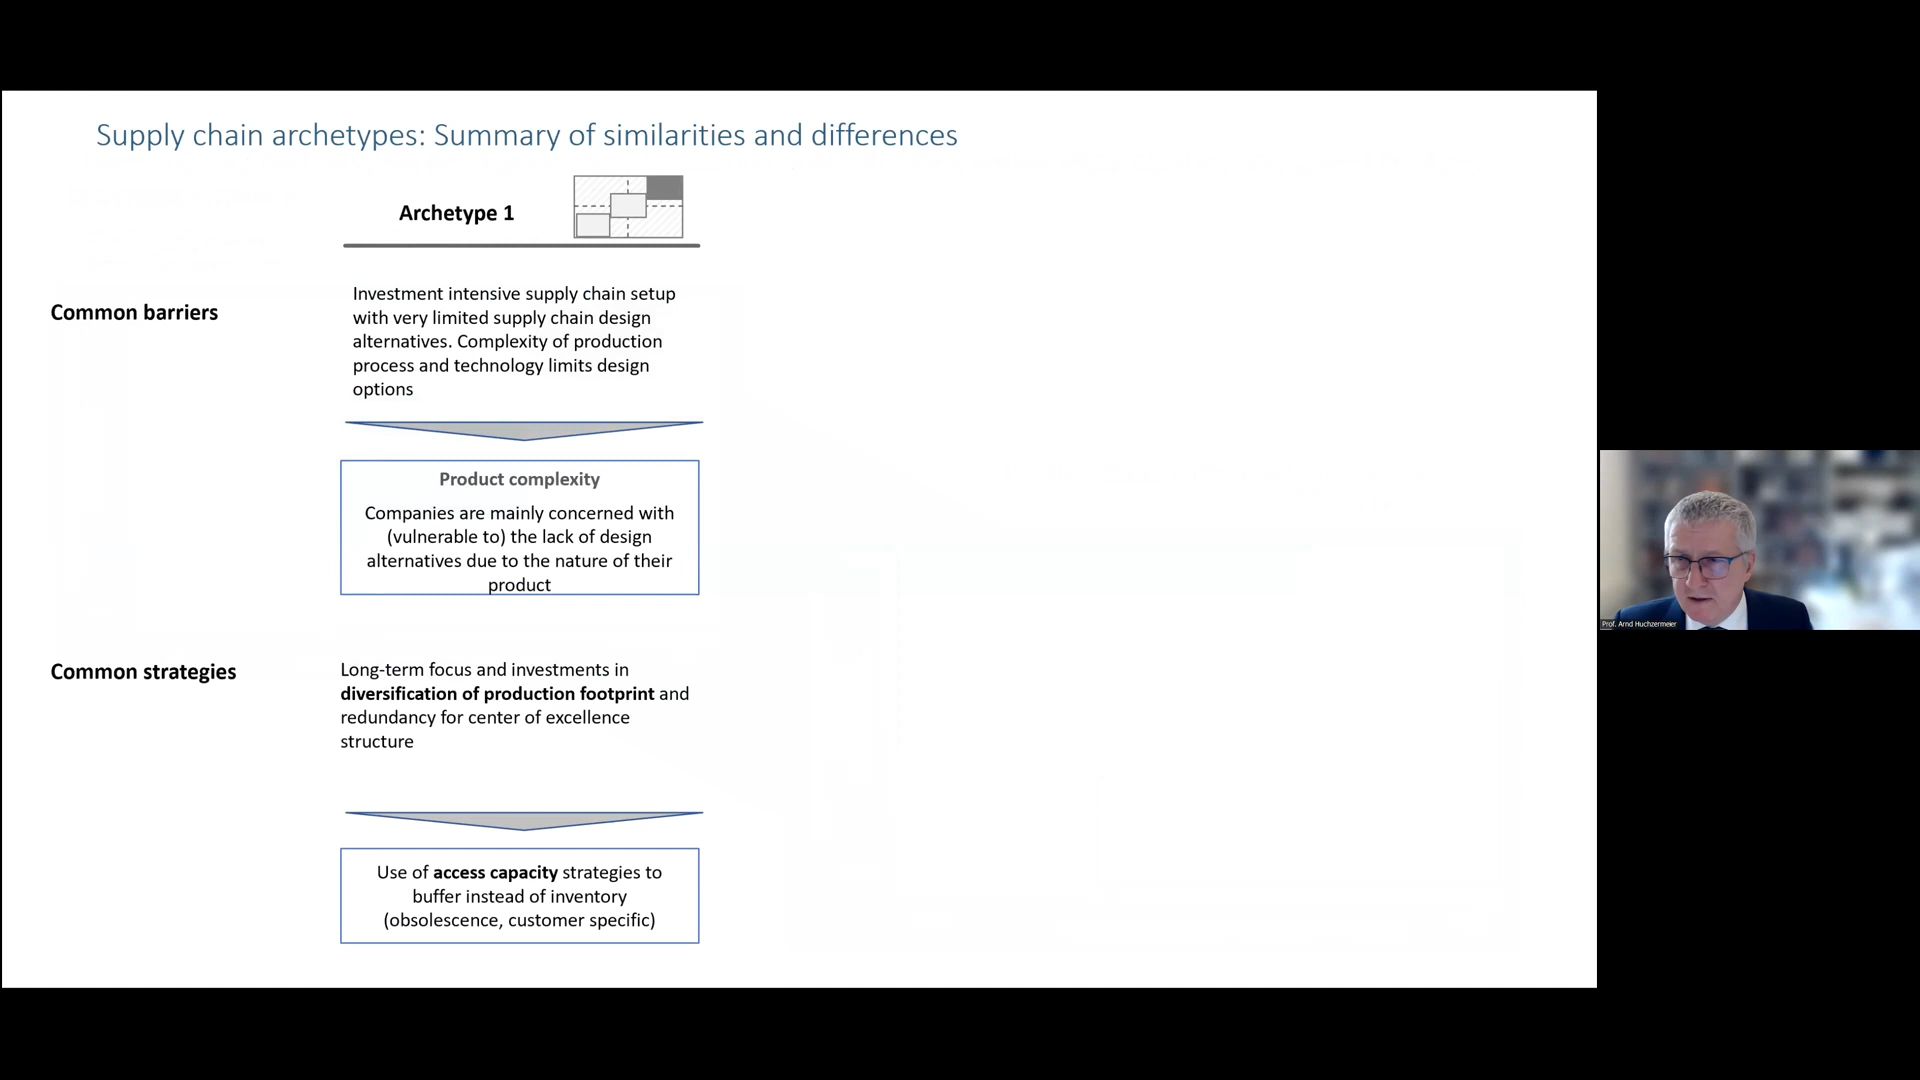 Supply chain archetypes: Summary of similarities and differences
Archetype 1
Common barriers
Investment intensive supply chain setup
with very limited supply chain design
alternatives. Complexity of production
process and technology limits design
options
Product complexity
Companies are mainly concerned with
(vulnerable to) the lack of design
alternatives due to the nature of their
product
Common strategies
Long-term focus and investments in
diversification of production footprint and
redundancy for center of excellence
structure
Use of access capacity strategies to
buffer instead of inventory
(obsolescence, customer specific)
Prof. Arnd Huchzermeier